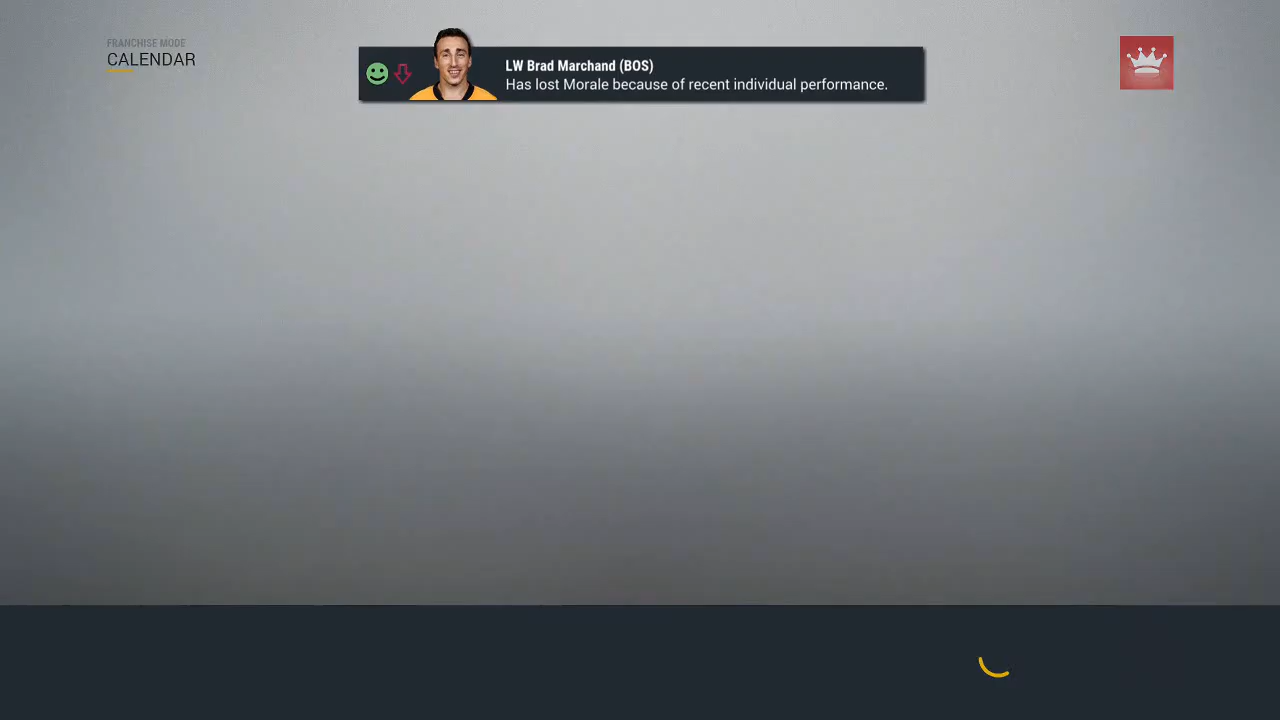 FRANCHISE MODE
CALENDAR
LW Brad Marchand (BOS)
Has lost Morale because of recent individual performance.